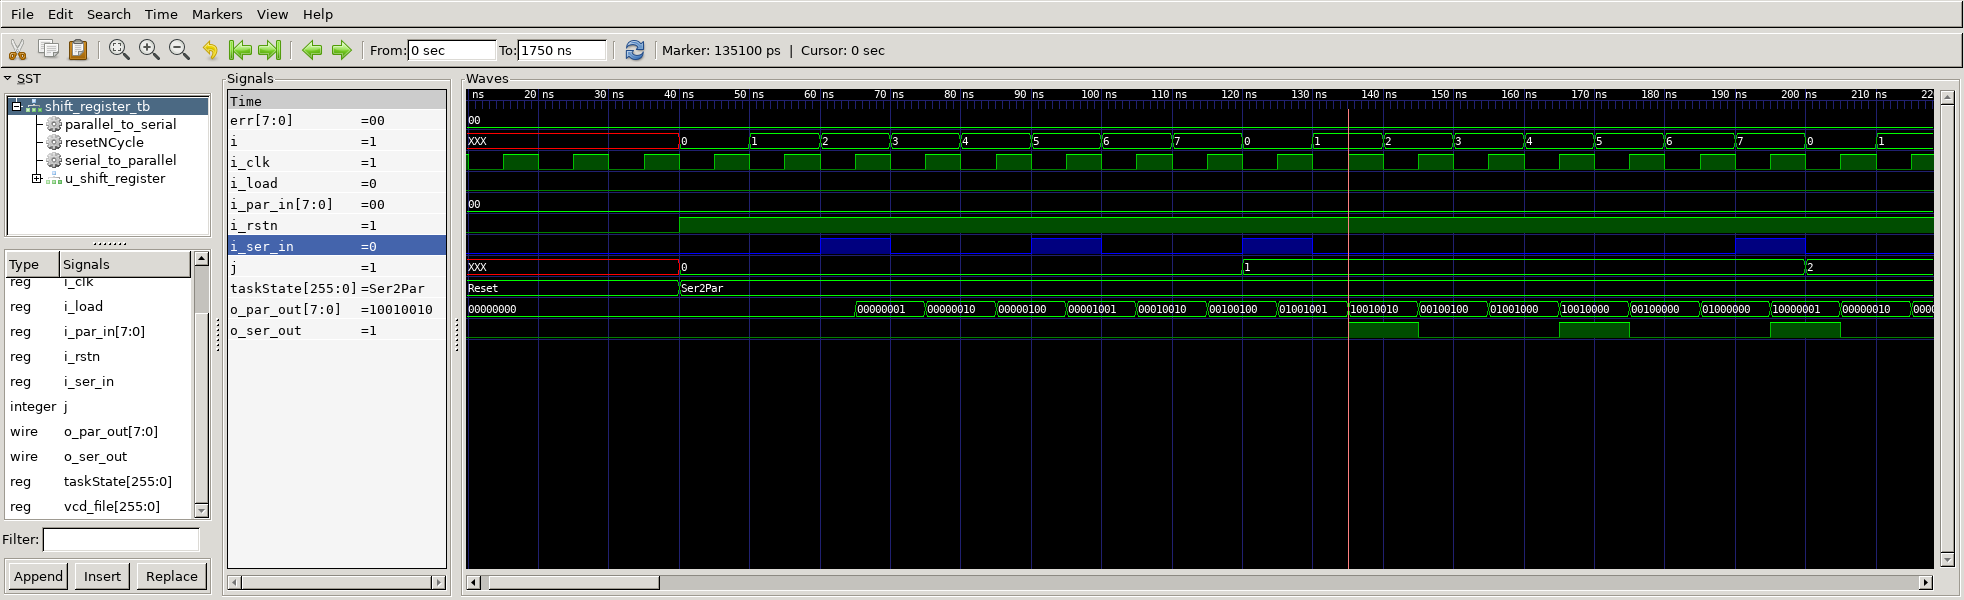 File Edit Search Time Markers View Help
From: 0 sec To: 1750 ns Marker: 135100 ps | Cursor: 0 sec
SST
shift_register_tb
parallel_to_serial
resetNCycle
serial_to_parallel
u_shift_register
Type Signals
reg i_clk
reg i_load
reg i_par_in[7:0]
reg i_rstn
reg i_ser_in
integer j
wire o_par_out[7:0]
wire o_ser_out
reg taskState[255:0]
reg vcd_file[255:0]
Filter:
Append Insert Replace
Signals
Time
err[7:0] =00
i =1
i_clk =1
i_load =0
i_par_in[7:0] =00
i_rstn =1
i_ser_in =0
j =1
taskState[255:0] =Ser2Par
o_par_out[7:0] =10010010
o_ser_out =1
Waves
ns 20 ns 30 ns 40 ns 50 ns 60 ns 70 ns 80 ns 90 ns 100 ns 110 ns 120 ns 130 ns 140 ns 150 ns 160 ns 170 ns 180 ns 190 ns 200 ns 210 ns 22
00
XXX 0 1 2 3 4 5 6 7 0 1 2 3 4 5 6 7 0 1
00
XXX 0 1 2
Reset Ser2Par
00000000 00000001 00000010 00000100 00001001 00010010 00100100 01001001 10010010 00100100 01001000 10010000 00100000 01000000 10000001 00000010 0000